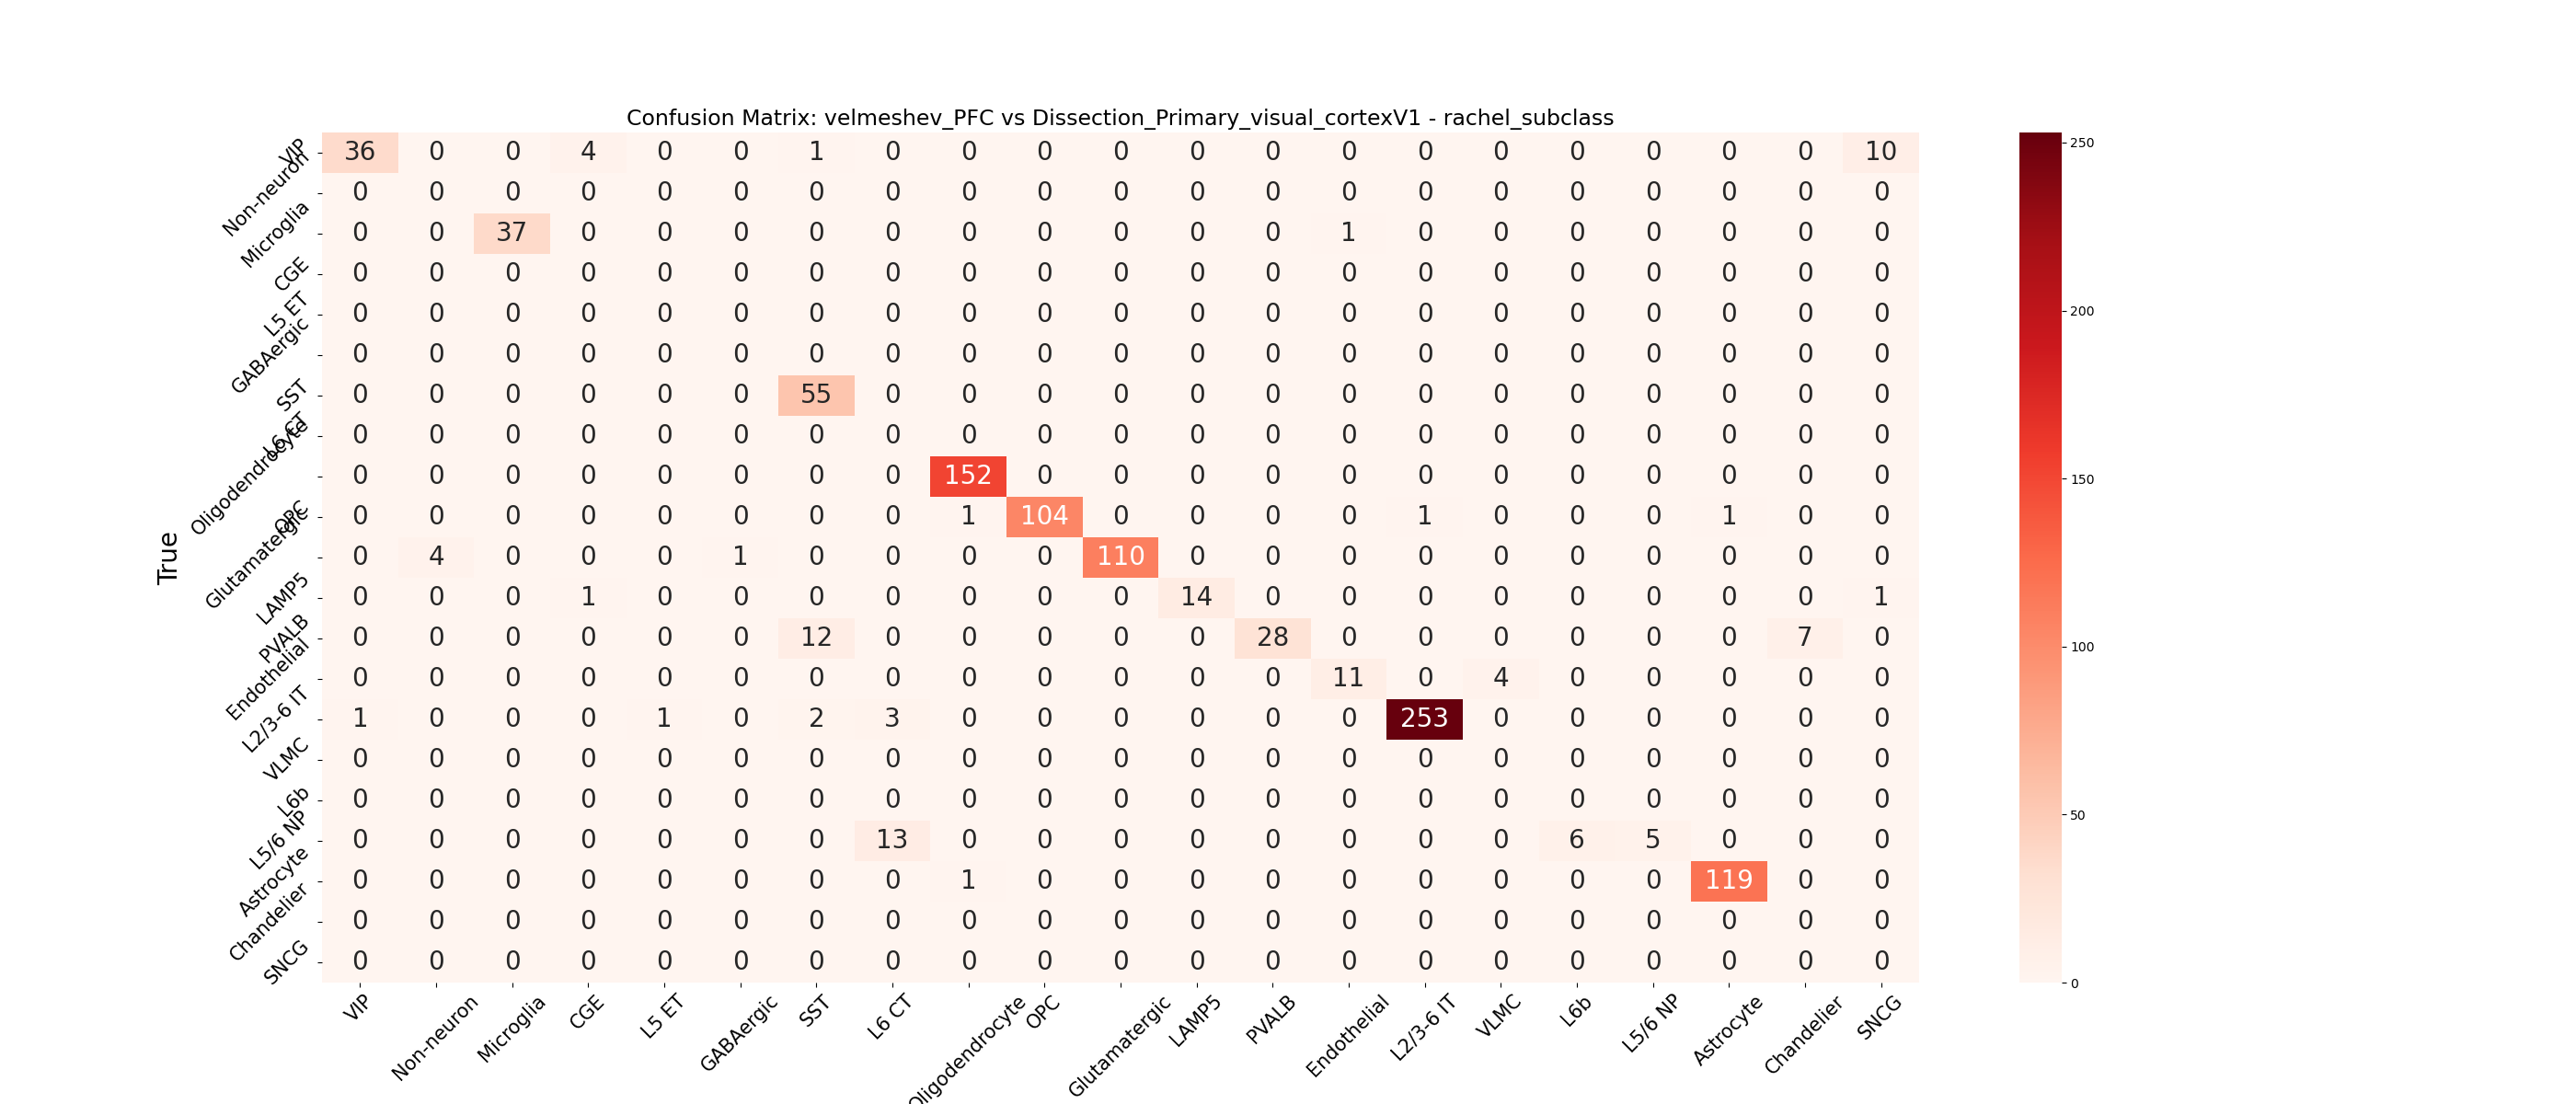 Confusion Matrix: velmeshev_PFC vs Dissection_Primary_visual_cortexV1 - rachel_subclass
True
VIP 36 0 0 4 0 0 1 0 0 0 0 0 0 0 0 0 0 0 0 0 10
Non-neuron 0 0 0 0 0 0 0 0 0 0 0 0 0 0 0 0 0 0 0 0 0
Microglia 0 0 37 0 0 0 0 0 0 0 0 0 0 1 0 0 0 0 0 0 0
CGE 0 0 0 0 0 0 0 0 0 0 0 0 0 0 0 0 0 0 0 0 0
L5 ET 0 0 0 0 0 0 0 0 0 0 0 0 0 0 0 0 0 0 0 0 0
GABAergic 0 0 0 0 0 0 0 0 0 0 0 0 0 0 0 0 0 0 0 0 0
SST 0 0 0 0 0 0 55 0 0 0 0 0 0 0 0 0 0 0 0 0 0
L6 CT 0 0 0 0 0 0 0 0 0 0 0 0 0 0 0 0 0 0 0 0 0
Oligodendrocyte 0 0 0 0 0 0 0 0 152 0 0 0 0 0 0 0 0 0 0 0 0
OPC 0 0 0 0 0 0 0 0 1 104 0 0 0 0 1 0 0 0 1 0 0
Glutamatergic 0 4 0 0 0 1 0 0 0 0 110 0 0 0 0 0 0 0 0 0 0
LAMP5 0 0 0 1 0 0 0 0 0 0 0 14 0 0 0 0 0 0 0 0 1
PVALB 0 0 0 0 0 0 12 0 0 0 0 0 28 0 0 0 0 0 0 7 0
Endothelial 0 0 0 0 0 0 0 0 0 0 0 0 0 11 0 4 0 0 0 0 0
L2/3-6 IT 1 0 0 0 1 0 2 3 0 0 0 0 0 0 253 0 0 0 0 0 0
VLMC 0 0 0 0 0 0 0 0 0 0 0 0 0 0 0 0 0 0 0 0 0
L6b 0 0 0 0 0 0 0 0 0 0 0 0 0 0 0 0 0 0 0 0 0
L5/6 NP 0 0 0 0 0 0 0 13 0 0 0 0 0 0 0 0 6 5 0 0 0
Astrocyte 0 0 0 0 0 0 0 0 1 0 0 0 0 0 0 0 0 0 119 0 0
Chandelier 0 0 0 0 0 0 0 0 0 0 0 0 0 0 0 0 0 0 0 0 0
SNCG 0 0 0 0 0 0 0 0 0 0 0 0 0 0 0 0 0 0 0 0 0
VIP Non-neuron Microglia CGE L5 ET GABAergic SST L6 CT Oligodendrocyte OPC Glutamatergic LAMP5 PVALB Endothelial L2/3-6 IT VLMC L6b L5/6 NP Astrocyte Chandelier SNCG
250
200
150
100
50
0